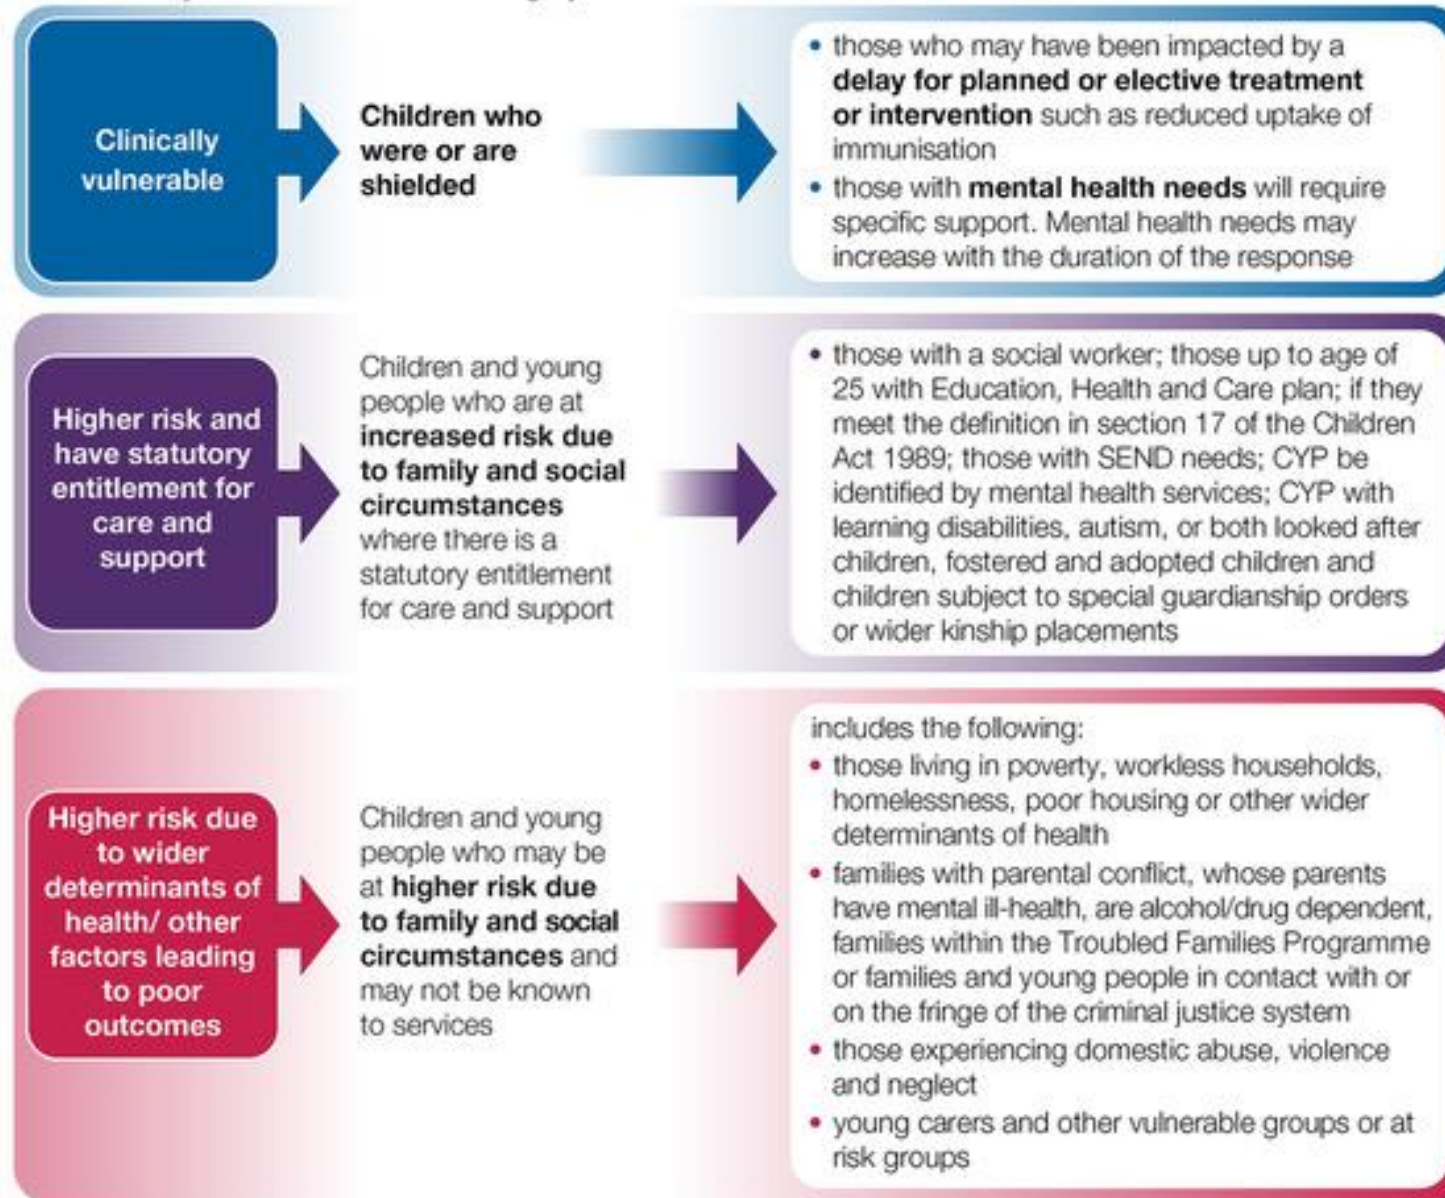 Clinically
vulnerable
Children who
were or are
shielded
• those who may have been impacted by a
delay for planned or elective treatment
or intervention such as reduced uptake of
immunisation
• those with mental health needs will require
specific support. Mental health needs may
increase with the duration of the response
Higher risk and
have statutory
entitlement for
care and
support
Children and young
people who are at
increased risk due
to family and social
circumstances
where there is a
statutory entitlement
for care and support
• those with a social worker; those up to age of
25 with Education, Health and Care plan; if they
meet the definition in section 17 of the Children
Act 1989; those with SEND needs; CYP be
identified by mental health services; CYP with
learning disabilities, autism, or both looked after
children, fostered and adopted children and
children subject to special guardianship orders
or wider kinship placements
Higher risk due
to wider
determinants of
health/ other
factors leading
to poor
outcomes
Children and young
people who may be
at higher risk due
to family and social
circumstances and
may not be known
to services
includes the following:
• those living in poverty, workless households,
homelessness, poor housing or other wider
determinants of health
• families with parental conflict, whose parents
have mental ill-health, are alcohol/drug dependent,
families within the Troubled Families Programme
or families and young people in contact with or
on the fringe of the criminal justice system
• those experiencing domestic abuse, violence
and neglect
• young carers and other vulnerable groups or at
risk groups